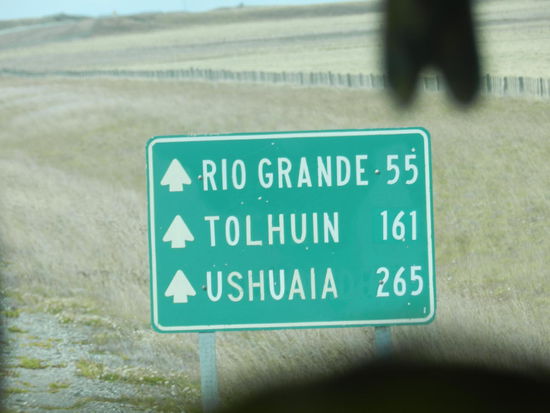 RIO GRANDE 55
TOLHUIN 161
USHUAIA 265